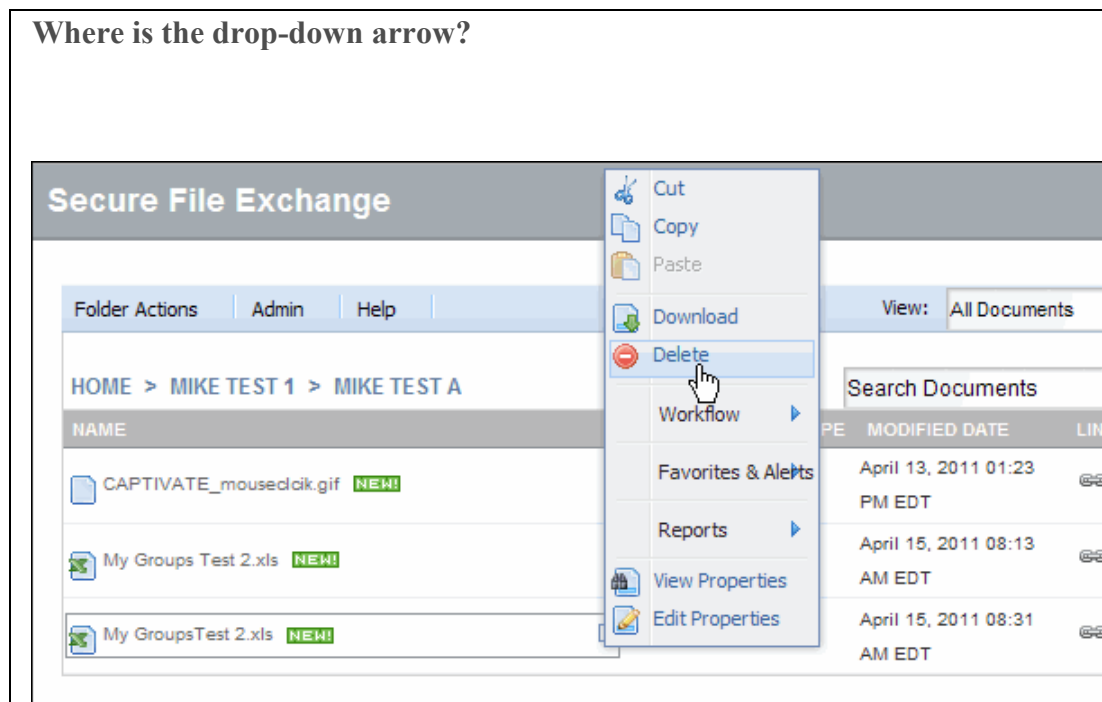 Where is the drop-down arrow?
Secure File Exchange
Cut
Copy
Paste
Folder Actions Admin Help
Download
View: All Documents
Delete
HOME > MIKE TEST 1 > MIKE TEST A
Search Documents
Workflow
NAME
PE MODIFIED DATE LIN
CAPTIVATE_mouseclcik.gif NEW!
Favorites & Alerts
April 13, 2011 01:23
PM EDT
Reports
My Groups Test 2.xls NEW!
April 15, 2011 08:13
AM EDT
View Properties
Edit Properties
My GroupsTest 2.xls NEW!
April 15, 2011 08:31
AM EDT